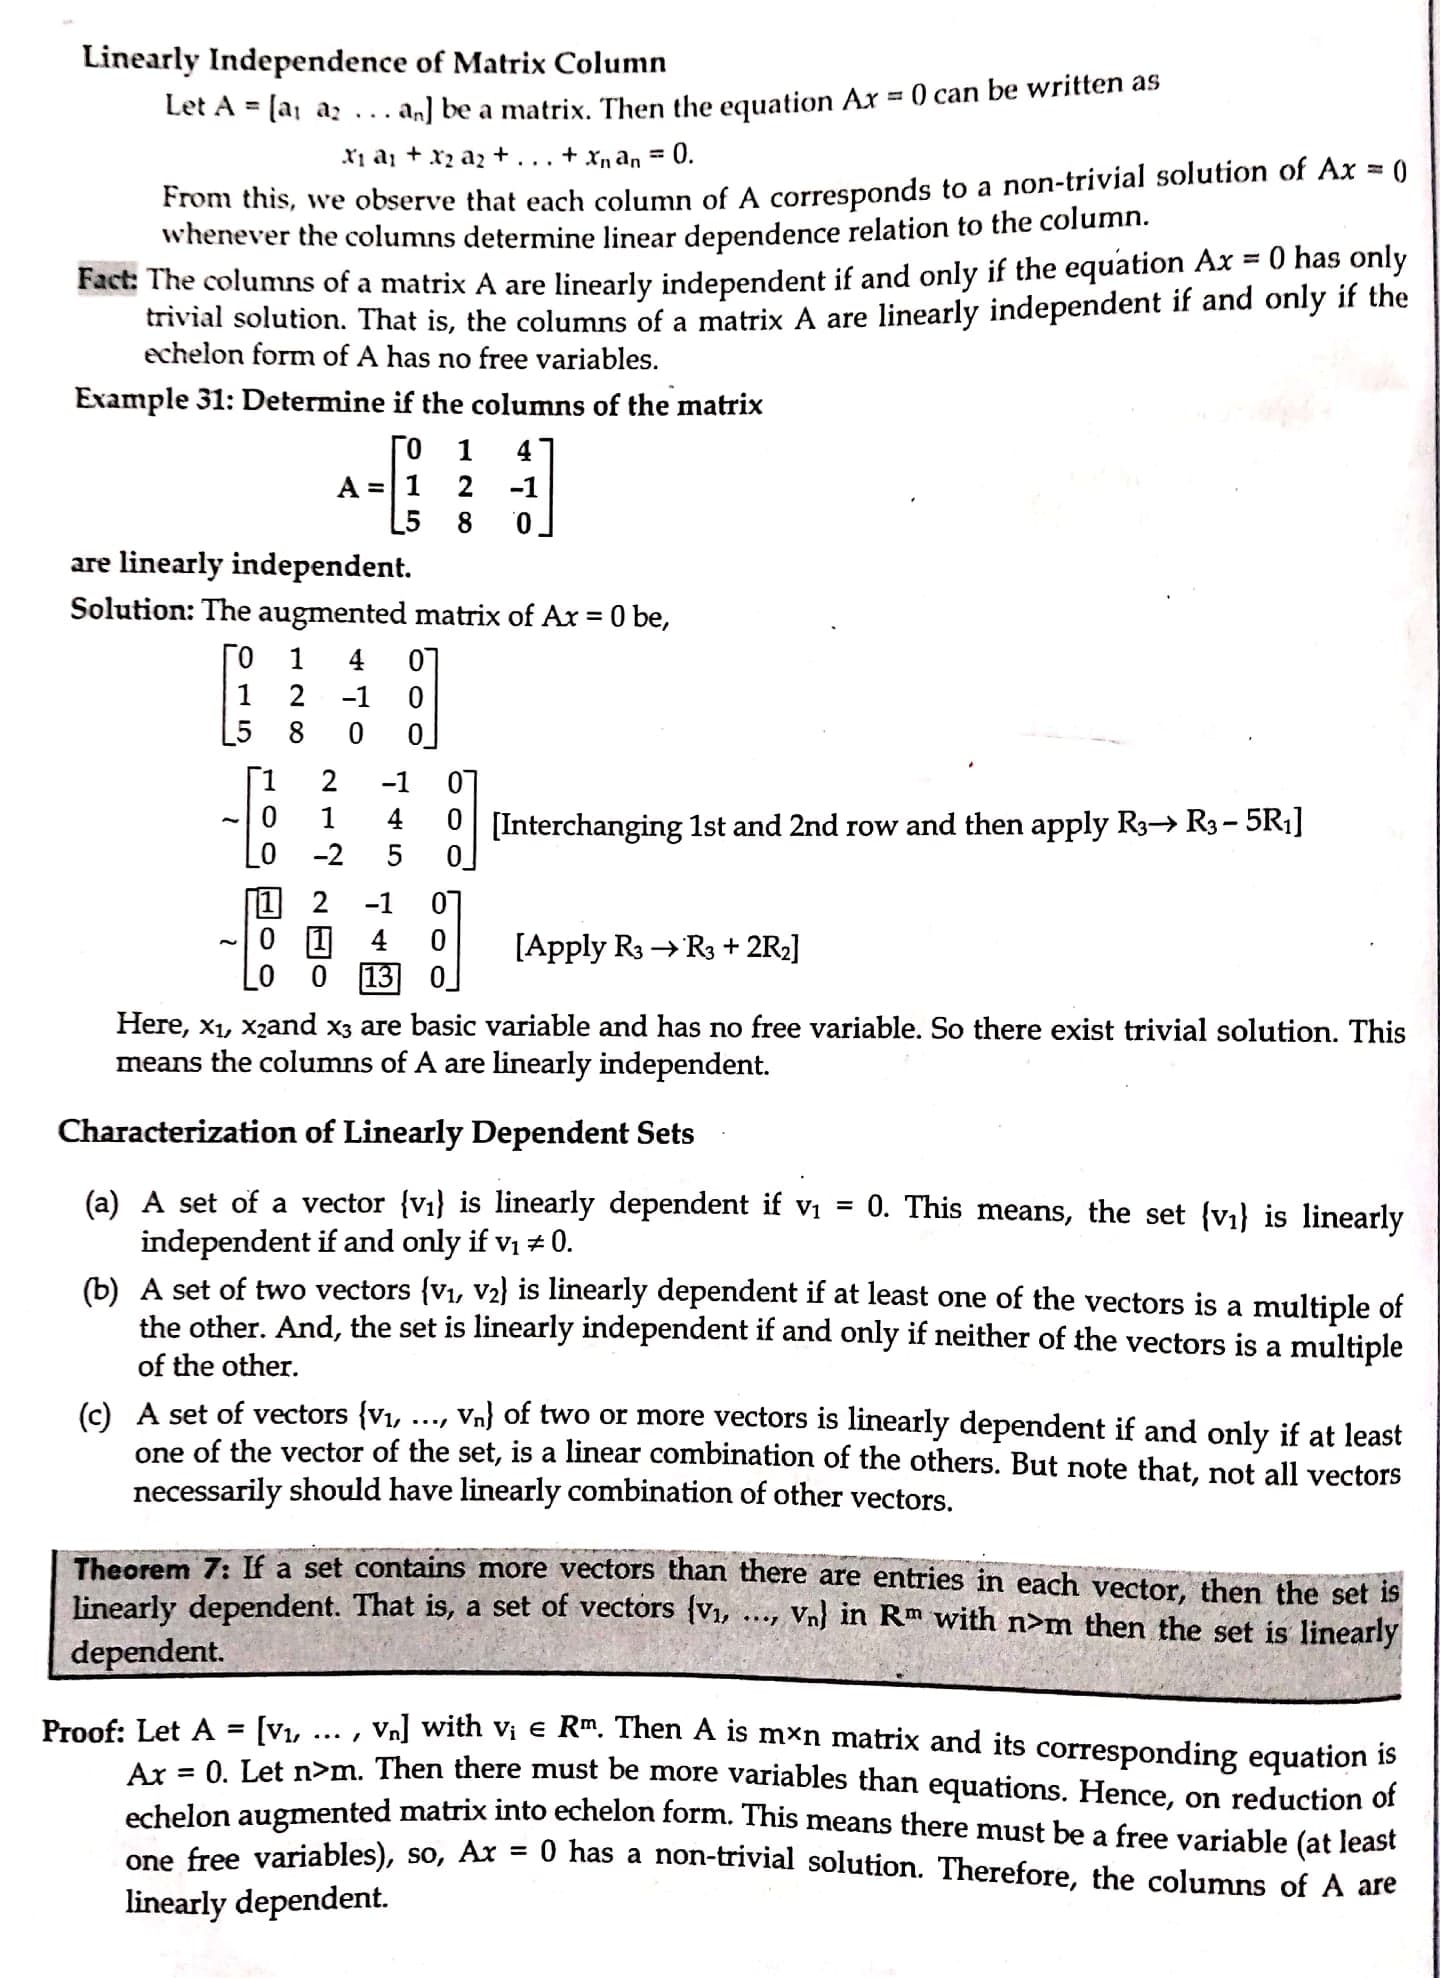 Linearly Independence of Matrix Column
Let A = [a₁ a₂ . . . aₙ] be a matrix. Then the equation Ax = 0 can be written as
x₁ a₁ + x₂ a₂ + . . . + xₙ aₙ = 0.
From this, we observe that each column of A corresponds to a non-trivial solution of Ax = 0
whenever the columns determine linear dependence relation to the column.
Fact: The columns of a matrix A are linearly independent if and only if the equation Ax = 0 has only
trivial solution. That is, the columns of a matrix A are linearly independent if and only if the
echelon form of A has no free variables.
Example 31: Determine if the columns of the matrix
0 1 4
A = 1 2 –1
5 8 0
are linearly independent.
Solution: The augmented matrix of Ax = 0 be,
0 1 4 0
1 2 –1 0
5 8 0 0
1 2 –1 0
~ 0 1 4 0 [Interchanging 1st and 2nd row and then apply R₃→ R₃ – 5R₁]
0 –2 5 0
1 2 –1 0
~ 0 1 4 0 [Apply R₃ → R₃ + 2R₂]
0 0 13 0
Here, x₁, x₂and x₃ are basic variable and has no free variable. So there exist trivial solution. This
means the columns of A are linearly independent.
Characterization of Linearly Dependent Sets
(a) A set of a vector {v₁} is linearly dependent if v₁ = 0. This means, the set {v₁} is linearly
independent if and only if v₁ ≠ 0.
(b) A set of two vectors {v₁, v₂} is linearly dependent if at least one of the vectors is a multiple of
the other. And, the set is linearly independent if and only if neither of the vectors is a multiple
of the other.
(c) A set of vectors {v₁, ..., vₙ} of two or more vectors is linearly dependent if and only if at least
one of the vector of the set, is a linear combination of the others. But note that, not all vectors
necessarily should have linearly combination of other vectors.
Theorem 7: If a set contains more vectors than there are entries in each vector, then the set is
linearly dependent. That is, a set of vectors {v₁, ..., vₙ} in Rᵐ with n>m then the set is linearly
dependent.
Proof: Let A = [v₁, ... , vₙ] with vᵢ ∈ Rᵐ. Then A is m×n matrix and its corresponding equation is
Ax = 0. Let n>m. Then there must be more variables than equations. Hence, on reduction of
echelon augmented matrix into echelon form. This means there must be a free variable (at least
one free variables), so, Ax = 0 has a non-trivial solution. Therefore, the columns of A are
linearly dependent.